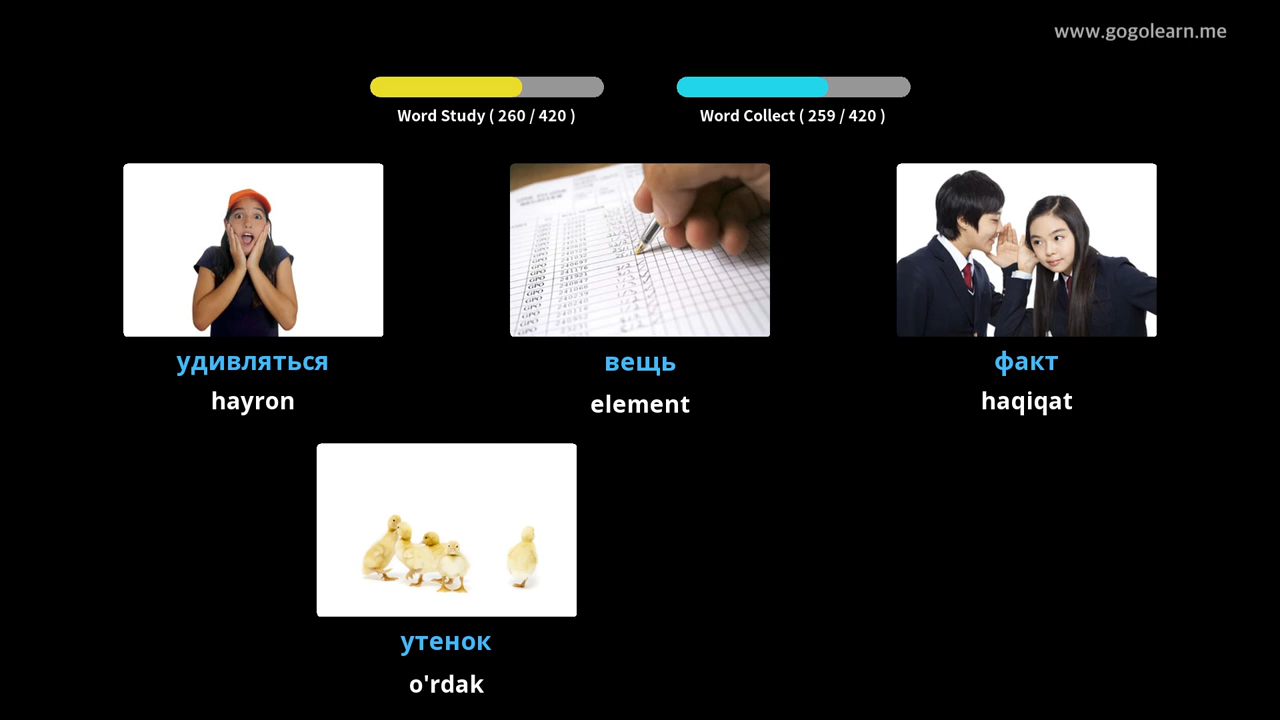 www.gogolearn.me
Word Study ( 260 / 420 )
Word Collect ( 259 / 420 )
удивляться
hayron
вещь
element
факт
haqiqat
утенок
o'rdak